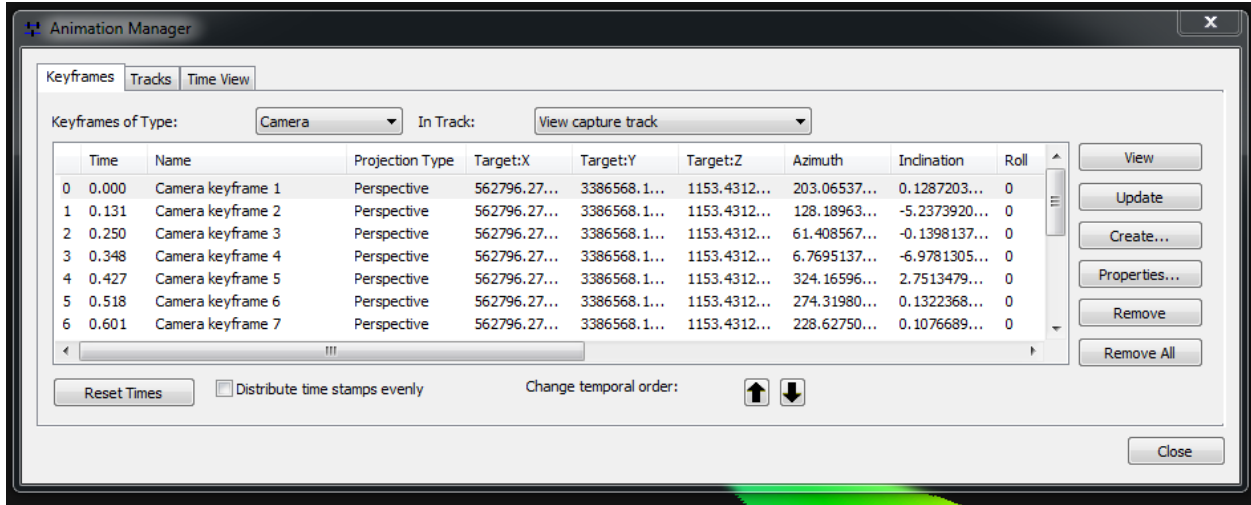 Animation Manager
Keyframes Tracks Time View
Keyframes of Type: Camera In Track: View capture track
Time Name Projection Type Target:X Target:Y Target:Z Azimuth Inclination Roll
0 0.000 Camera keyframe 1 Perspective 562796.27... 3386568.1... 1153.4312... 203.06537... 0.1287203... 0
1 0.131 Camera keyframe 2 Perspective 562796.27... 3386568.1... 1153.4312... 128.18963... -5.2373920... 0
2 0.250 Camera keyframe 3 Perspective 562796.27... 3386568.1... 1153.4312... 61.408567... -0.1398137... 0
3 0.348 Camera keyframe 4 Perspective 562796.27... 3386568.1... 1153.4312... 6.7695137... -6.9781305... 0
4 0.427 Camera keyframe 5 Perspective 562796.27... 3386568.1... 1153.4312... 324.16596... 2.7513479... 0
5 0.518 Camera keyframe 6 Perspective 562796.27... 3386568.1... 1153.4312... 274.31980... 0.1322368... 0
6 0.601 Camera keyframe 7 Perspective 562796.27... 3386568.1... 1153.4312... 228.62750... 0.1076689... 0
View
Update
Create...
Properties...
Remove
Remove All
Reset Times Distribute time stamps evenly Change temporal order:
Close